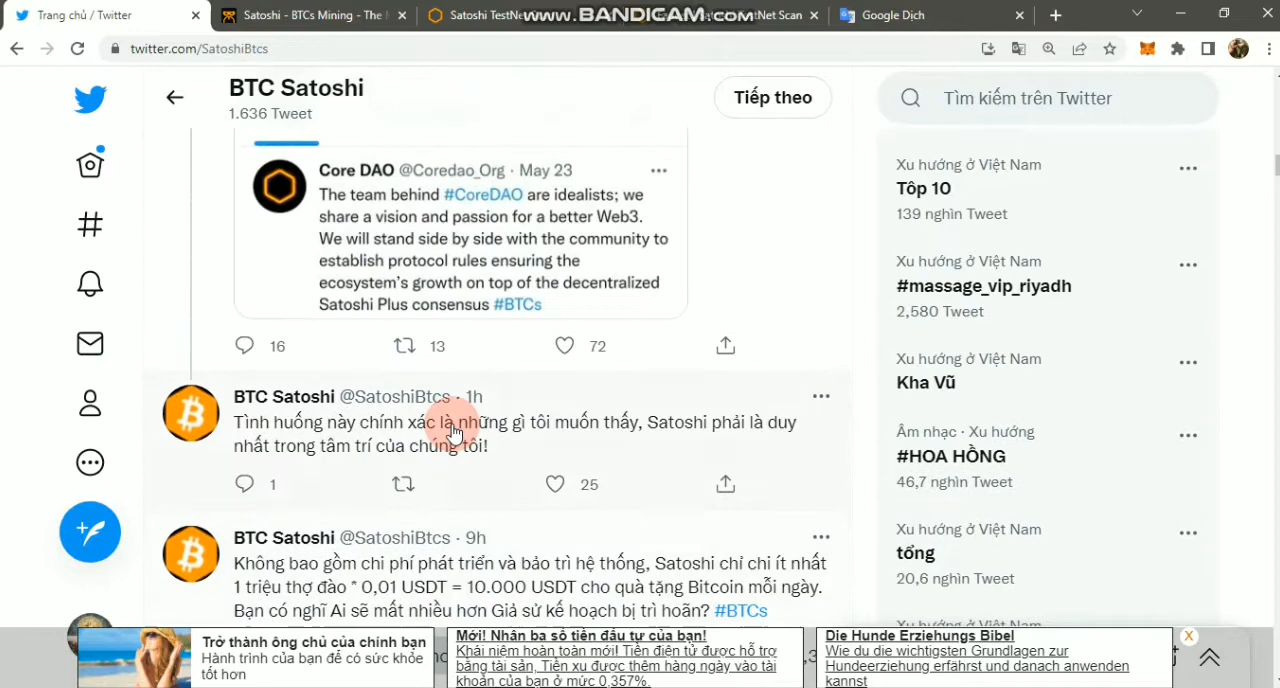 Trang chủ / Twitter
Satoshi - BTCs Mining - The
Satoshi TestNe
www.BANDICAM.com
tNet Scan
Google Dịch
twitter.com/SatoshiBtcs
BTC Satoshi
1.636 Tweet
Tiếp theo
Tìm kiếm trên Twitter
Core DAO @Coredao_Org · May 23
The team behind #CoreDAO are idealists; we
share a vision and passion for a better Web3.
We will stand side by side with the community to
establish protocol rules ensuring the
ecosystem's growth on top of the decentralized
Satoshi Plus consensus #BTCs
16
13
72
BTC Satoshi @SatoshiBtcs · 1h
Tình huống này chính xác là những gì tôi muốn thấy, Satoshi phải là duy
nhất trong tâm trí của chúng tôi!
1
25
BTC Satoshi @SatoshiBtcs · 9h
Không bao gồm chi phí phát triển và bảo trì hệ thống, Satoshi chỉ chi ít nhất
1 triệu thợ đào * 0,01 USDT = 10.000 USDT cho quà tặng Bitcoin mỗi ngày.
Bạn có nghĩ Ai sẽ mất nhiều hơn Giả sử kế hoạch bị trì hoãn? #BTCs
Xu hướng ở Việt Nam
Tôp 10
139 nghìn Tweet
Xu hướng ở Việt Nam
#massage_vip_riyadh
2,580 Tweet
Xu hướng ở Việt Nam
Kha Vũ
Âm nhạc · Xu hướng
#HOA HỒNG
46,7 nghìn Tweet
Xu hướng ở Việt Nam
tổng
20,6 nghìn Tweet
Xu hướng ở Việt Nam
Trở thành ông chủ của chính bạn
Hành trình của bạn để có sức khỏe
tốt hơn
Mới! Nhân ba số tiền đầu tư của bạn!
Khái niệm hoàn toàn mới! Tiền điện tử được hỗ trợ
bằng tài sản, Tiền xu được thêm hàng ngày vào tài
khoản của bạn ở mức 0,357%.
Die Hunde Erziehungs Bibel
Wie du die wichtigsten Grundlagen zur
Hundeerziehung erfährst und danach anwenden
kannst
X